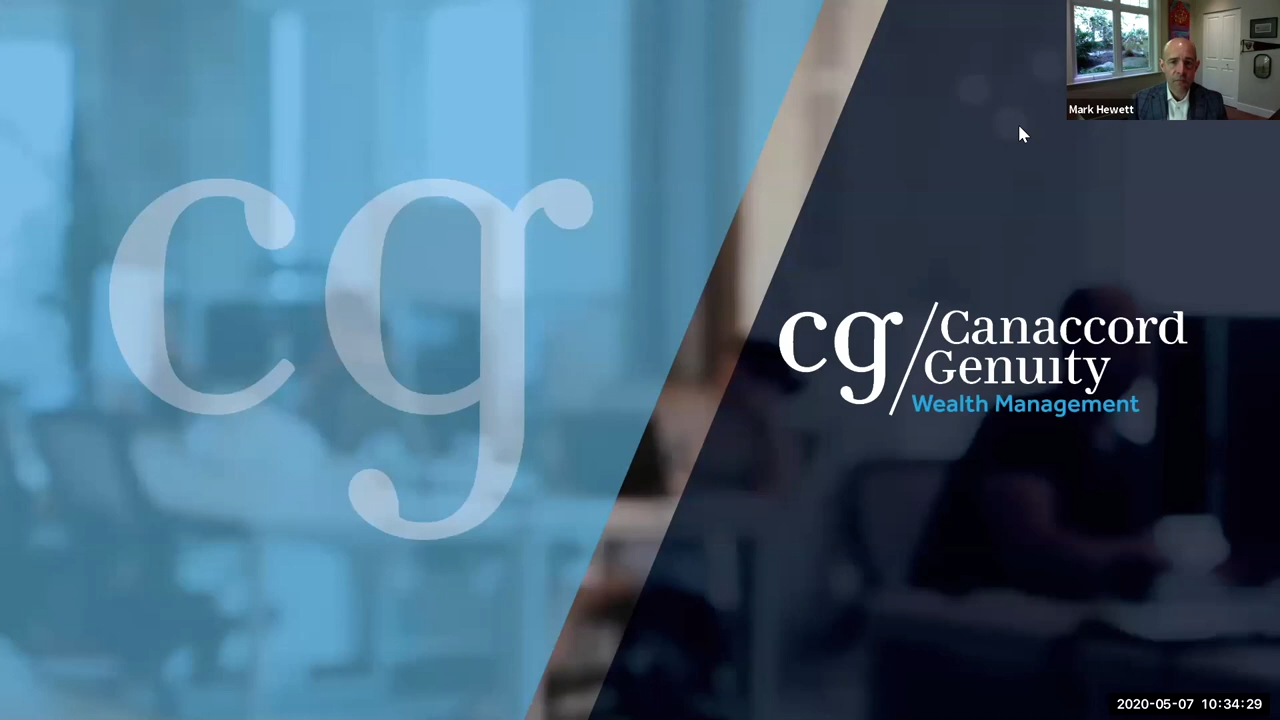 Mark Hewett
cg
cg/Canaccord
Genuity
Wealth Management
2020-05-07 10:34:29